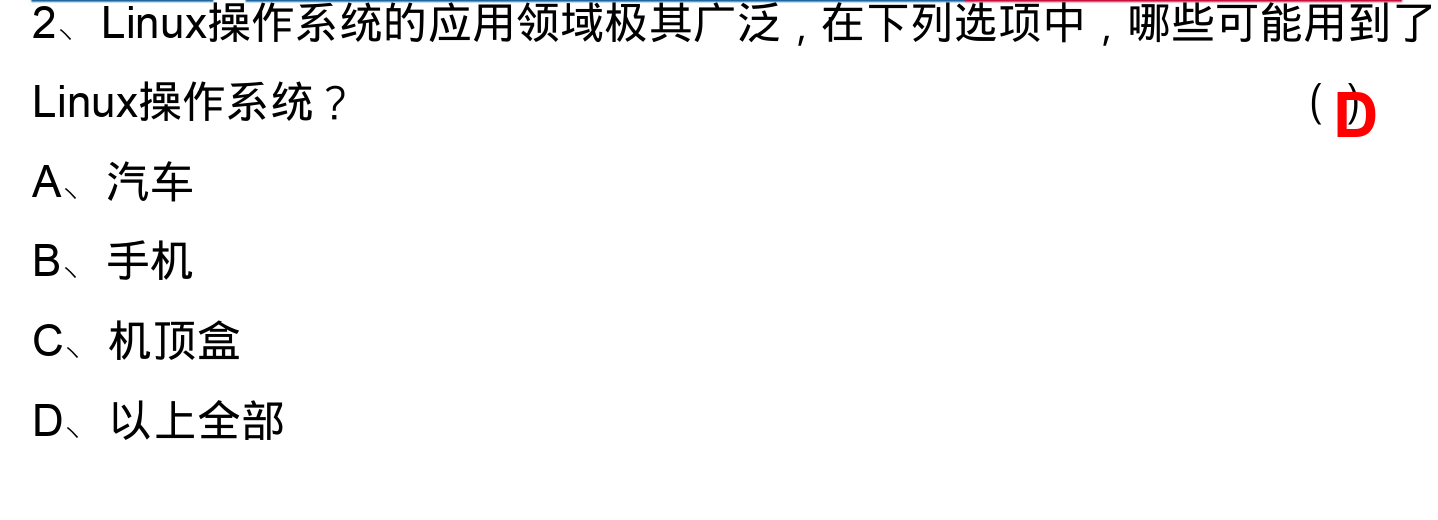 2、Linux操作系统的应用领域极其广泛，在下列选项中，哪些可能用到了
Linux操作系统？ （D）
A、汽车
B、手机
C、机顶盒
D、以上全部